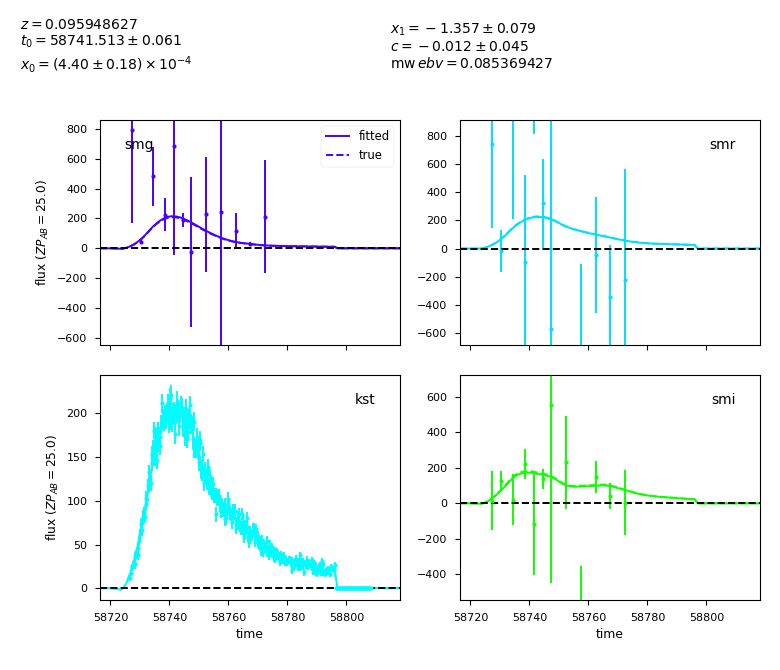 z = 0.095948627
t₀ = 58741.513 ± 0.061
x₀ = (4.40 ± 0.18) × 10⁻⁴
x₁ = −1.357 ± 0.079
c = −0.012 ± 0.045
mw ebv = 0.085369427
smg
fitted
true
800
600
400
200
0
−200
−400
−600
flux (ZP_AB = 25.0)
smr
800
600
400
200
0
−200
−400
−600
kst
200
150
100
50
0
flux (ZP_AB = 25.0)
58720 58740 58760 58780 58800
time
smi
600
400
200
0
−200
−400
58720 58740 58760 58780 58800
time